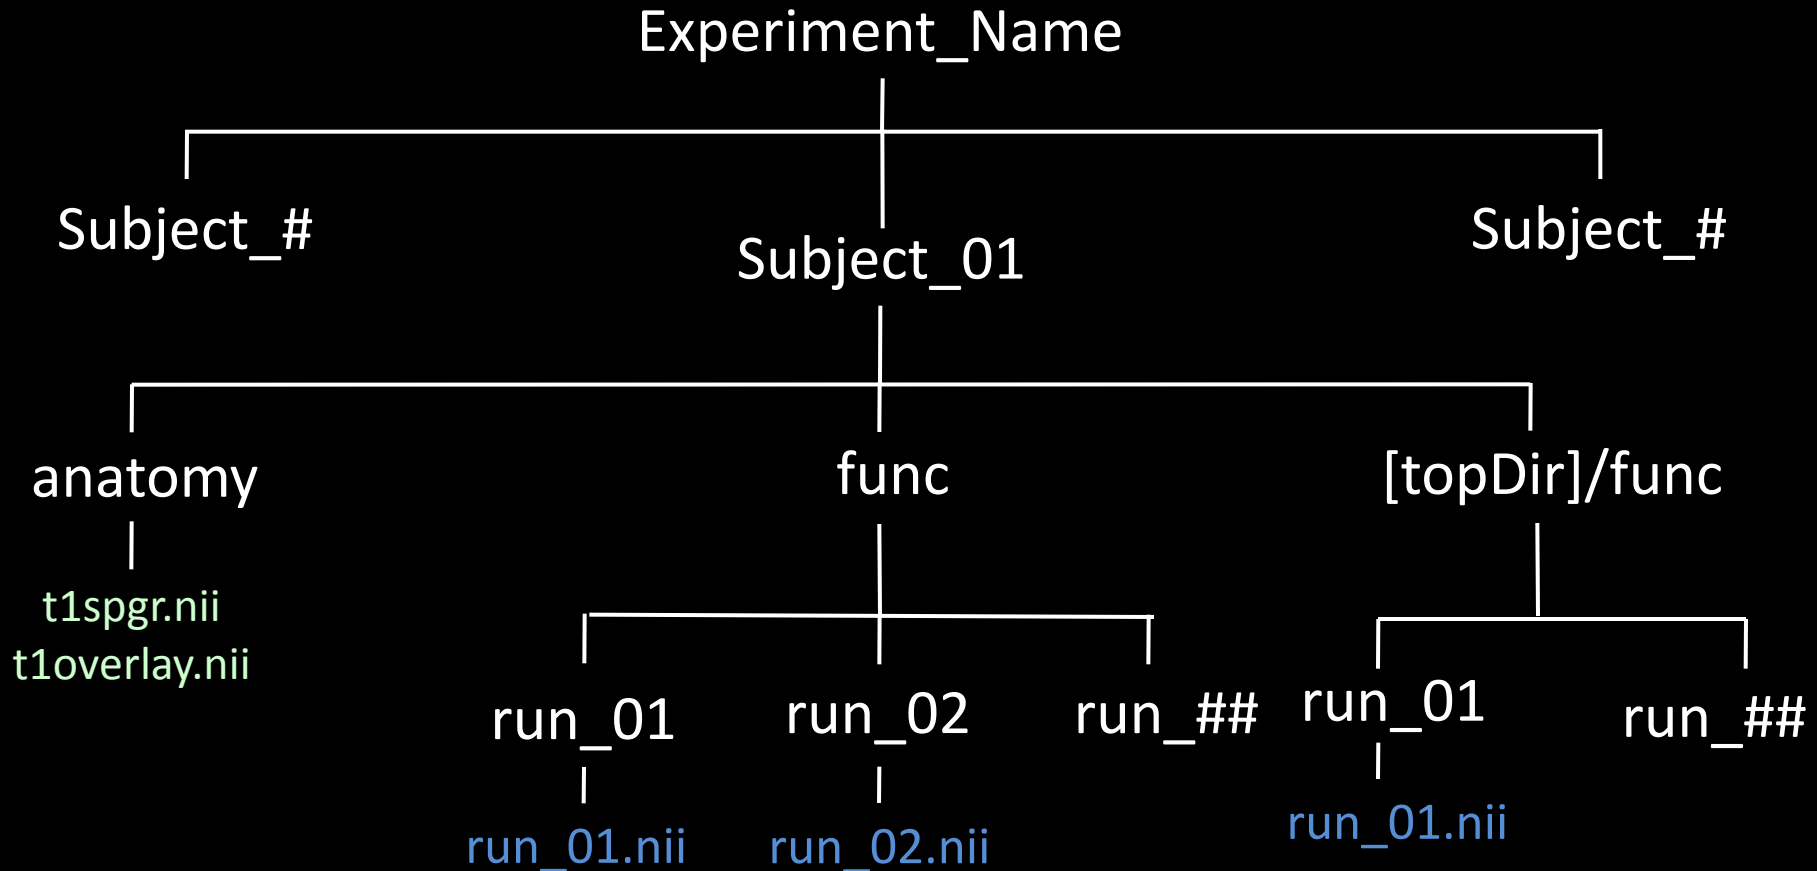 Experiment_Name
Subject_#
Subject_01
Subject_#
anatomy
func
[topDir]/func
t1spgr.nii
t1overlay.nii
run_01
run_02
run_##
run_01
run_##
run_01.nii
run_02.nii
run_01.nii